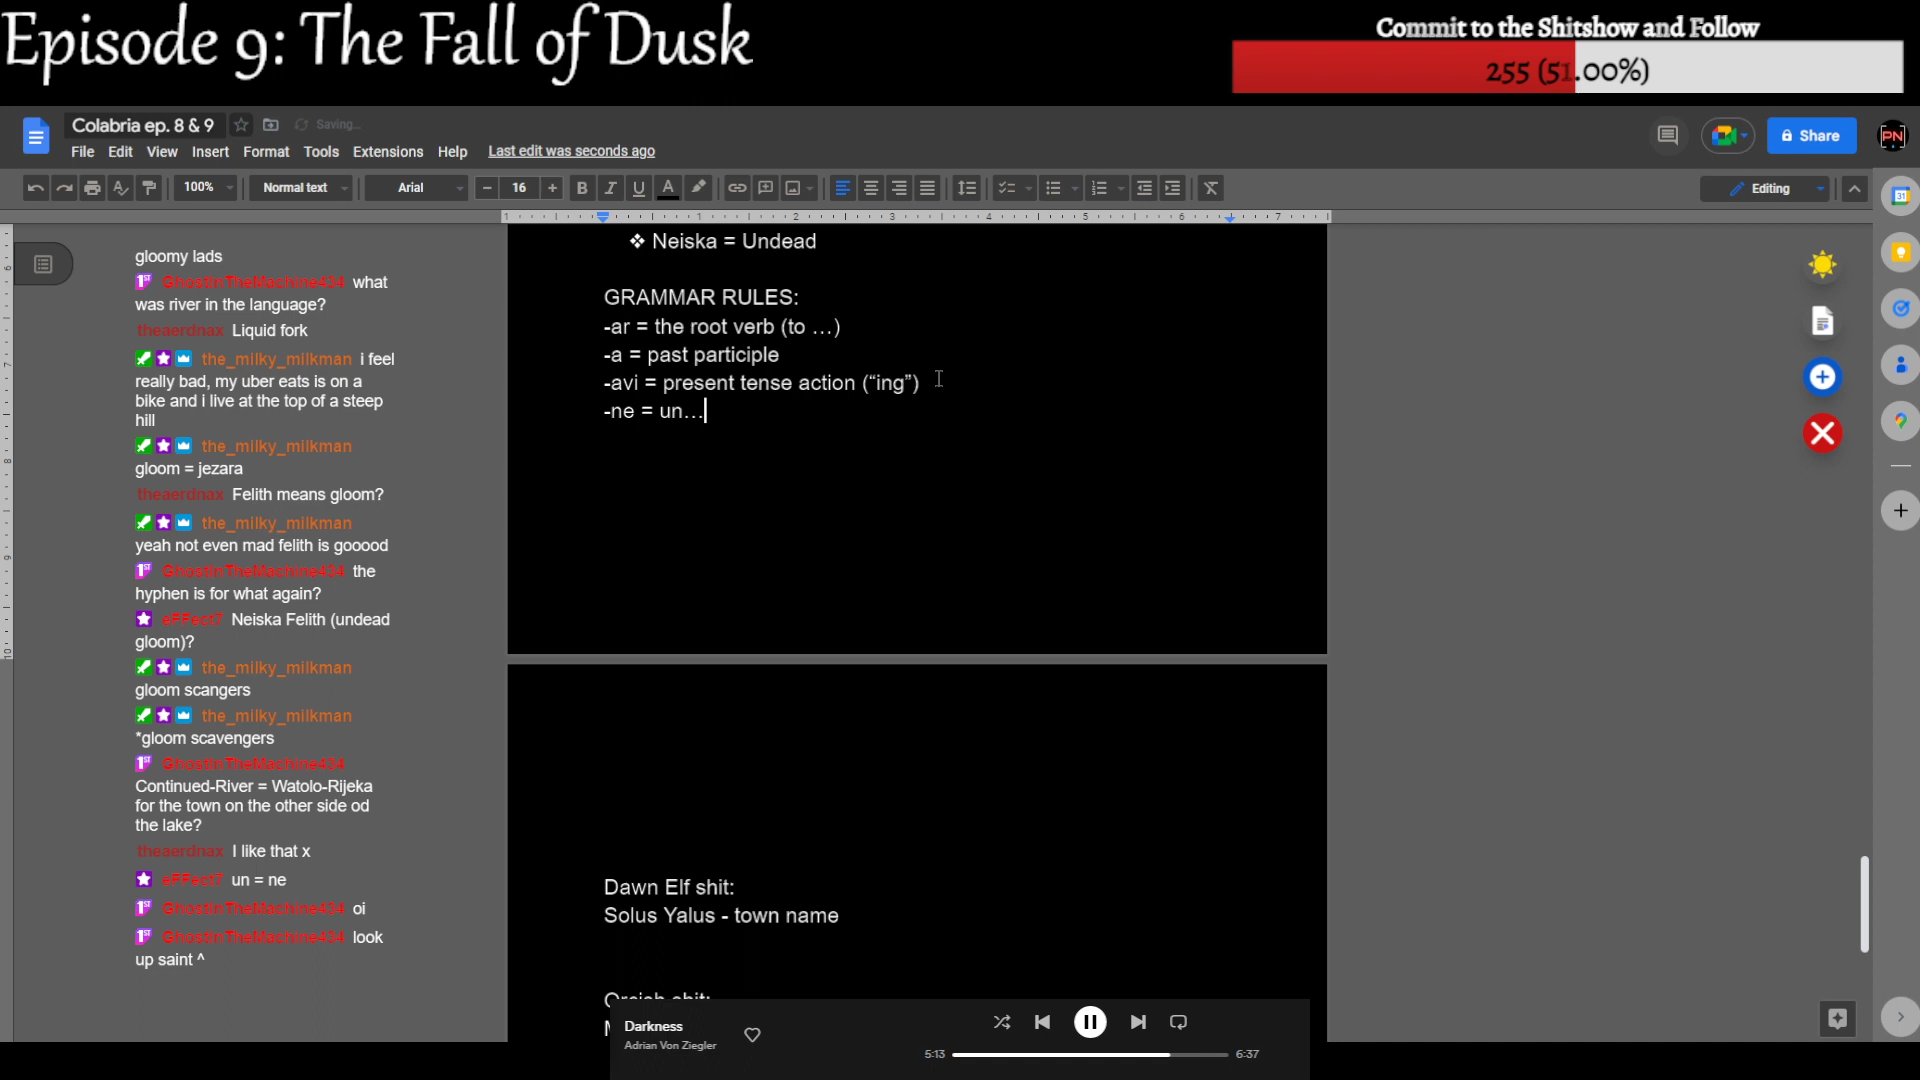 Episode 9: The Fall of Dusk
Commit to the Shitshow and Follow
255 (51.00%)
Colabria ep. 8 & 9
Saving...
File Edit View Insert Format Tools Extensions Help Last edit was seconds ago
Share
PN
100% Normal text Arial 16
Editing
gloomy lads
GhostInTheMachine434 what
was river in the language?
theaerdnax Liquid fork
the_milky_milkman i feel
really bad, my uber eats is on a
bike and i live at the top of a steep
hill
the_milky_milkman
gloom = jezara
theaerdnax Felith means gloom?
the_milky_milkman
yeah not even mad felith is gooood
GhostInTheMachine434 the
hyphen is for what again?
eFFect7 Neiska Felith (undead
gloom)?
the_milky_milkman
gloom scangers
the_milky_milkman
*gloom scavengers
GhostInTheMachine434
Continued-River = Watolo-Rijeka
for the town on the other side od
the lake?
theaerdnax I like that x
eFFect7 un = ne
GhostInTheMachine434 oi
GhostInTheMachine434 look
up saint ^
❖ Neiska = Undead
GRAMMAR RULES:
-ar = the root verb (to …)
-a = past participle
-avi = present tense action (“ing”)
-ne = un…
Dawn Elf shit:
Solus Yalus - town name
Orcish shit:
Darkness
Adrian Von Ziegler
5:13
6:37